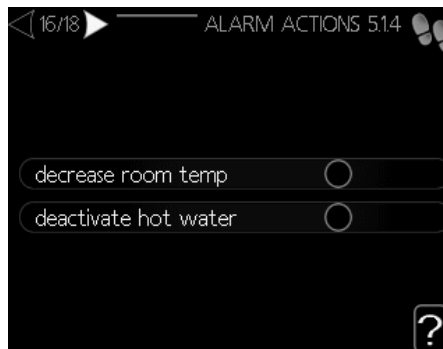 16/18 ALARM ACTIONS 5.1.4
decrease room temp
deactivate hot water
?